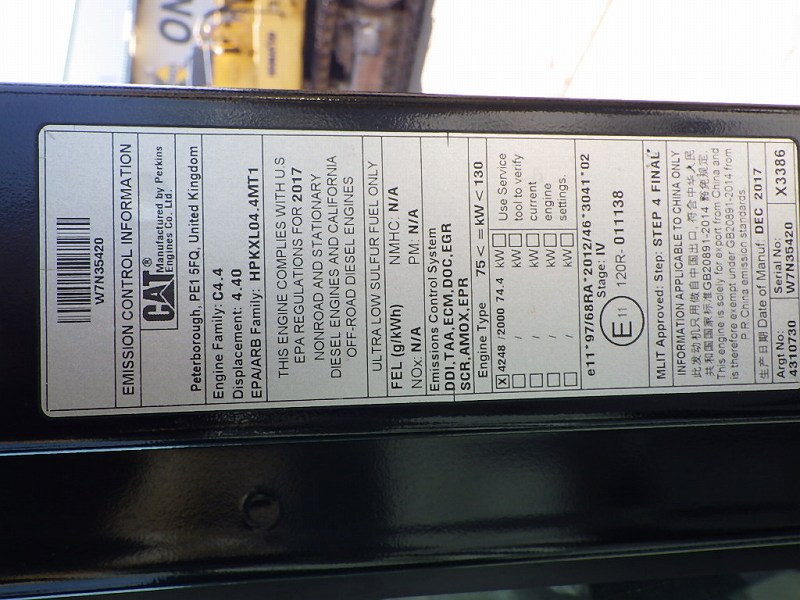 ON
KOMATSU
W7N35420
EMISSION CONTROL INFORMATION
CAT®
Manufactured by Perkins
Engines Co. Ltd.
Peterborough, PE1 5FQ, United Kingdom
Engine Family: C4.4
Displacement: 4.40
EPA/ARB Family: HPKXL04.4MT1
THIS ENGINE COMPLIES WITH U.S
EPA REGULATIONS FOR 2017
NONROAD AND STATIONARY
DIESEL ENGINES AND CALIFORNIA
OFF-ROAD DIESEL ENGINES
ULTRA LOW SULFUR FUEL ONLY
FEL (g/kWh) NMHC: N/A
NOx: N/A PM: N/A
Emissions Control System
DDI,TAA,ECM,DOC,EGR
SCR,AMOX,EPR
Engine Type 75 < = kW < 130
X 4248 /2000 74.4 kW Use Service
/ kW tool to verify
/ kW current
/ kW engine
/ kW settings.
e11*97/68RA*2012/46*3041*02
Stage: IV
E11 120R- 011138
MLIT Approved: Step: STEP 4 FINAL
INFORMATION APPLICABLE TO CHINA ONLY
此发动机只用做自中国出口,符合中华人民
共和国国家标准GB20891-2014豁免规定.
This engine is solely for export from China and
is therefore exempt under GB20891-2014 from
P.R.China emission standards.
生产日期 Date of Manuf: DEC 2017
Argt No: Serial No:
4310730 W7N35420 X3386